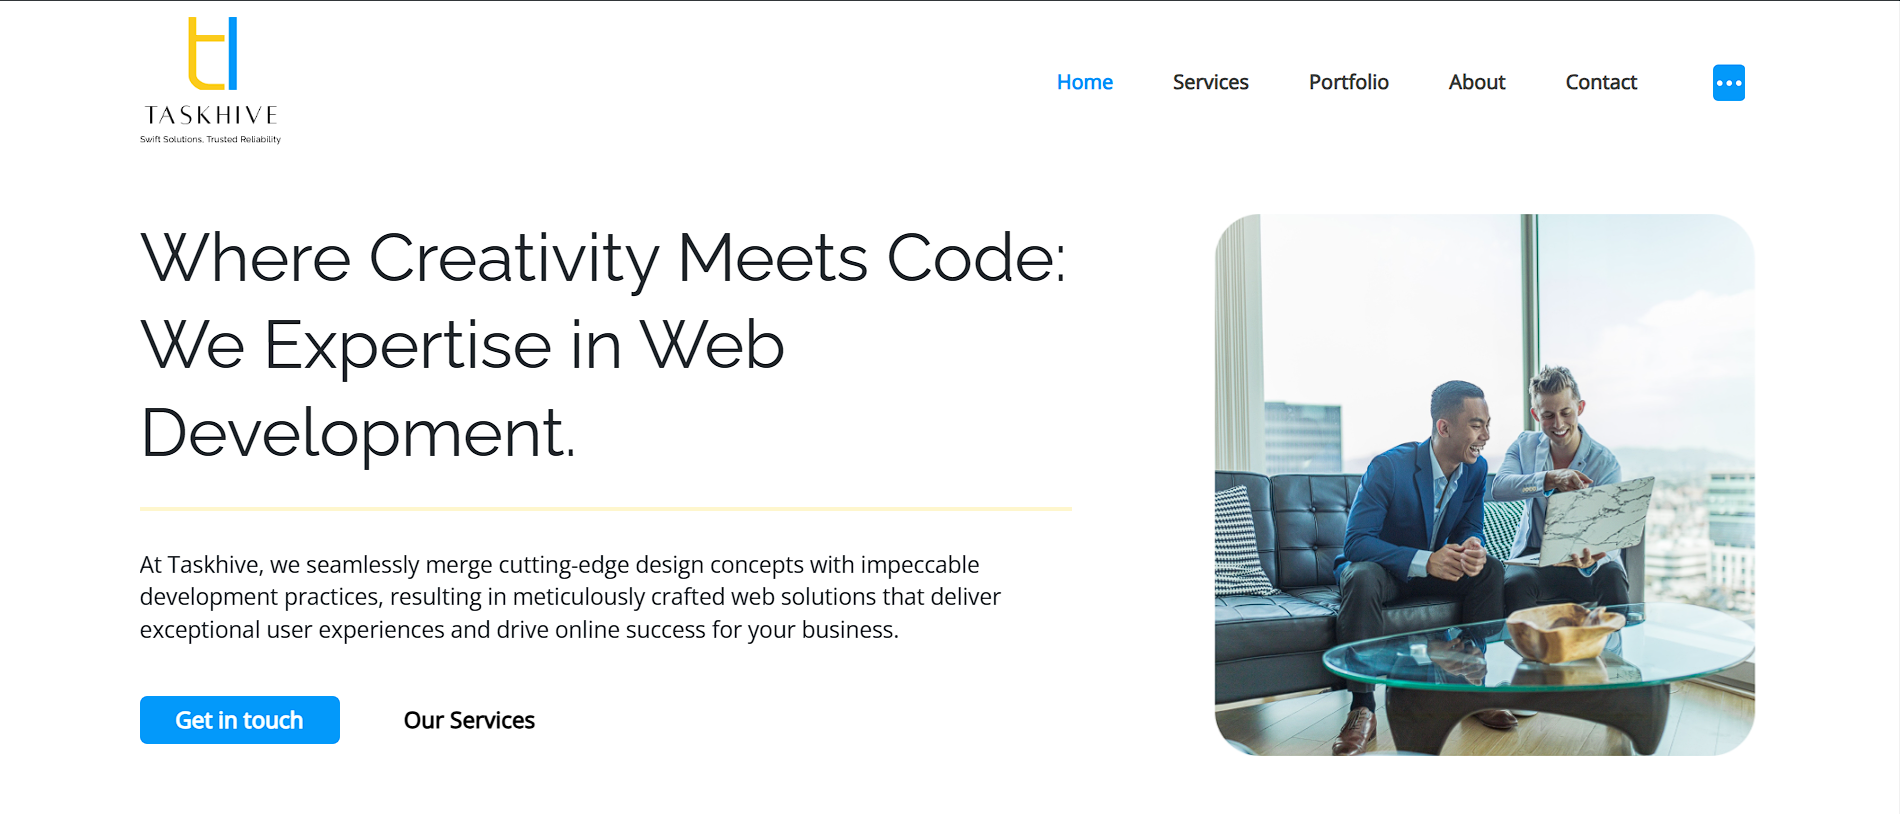 TASKHIVE
Swift Solutions, Trusted Reliability
Home Services Portfolio About Contact
Where Creativity Meets Code:
We Expertise in Web
Development.
At Taskhive, we seamlessly merge cutting-edge design concepts with impeccable
development practices, resulting in meticulously crafted web solutions that deliver
exceptional user experiences and drive online success for your business.
Get in touch Our Services